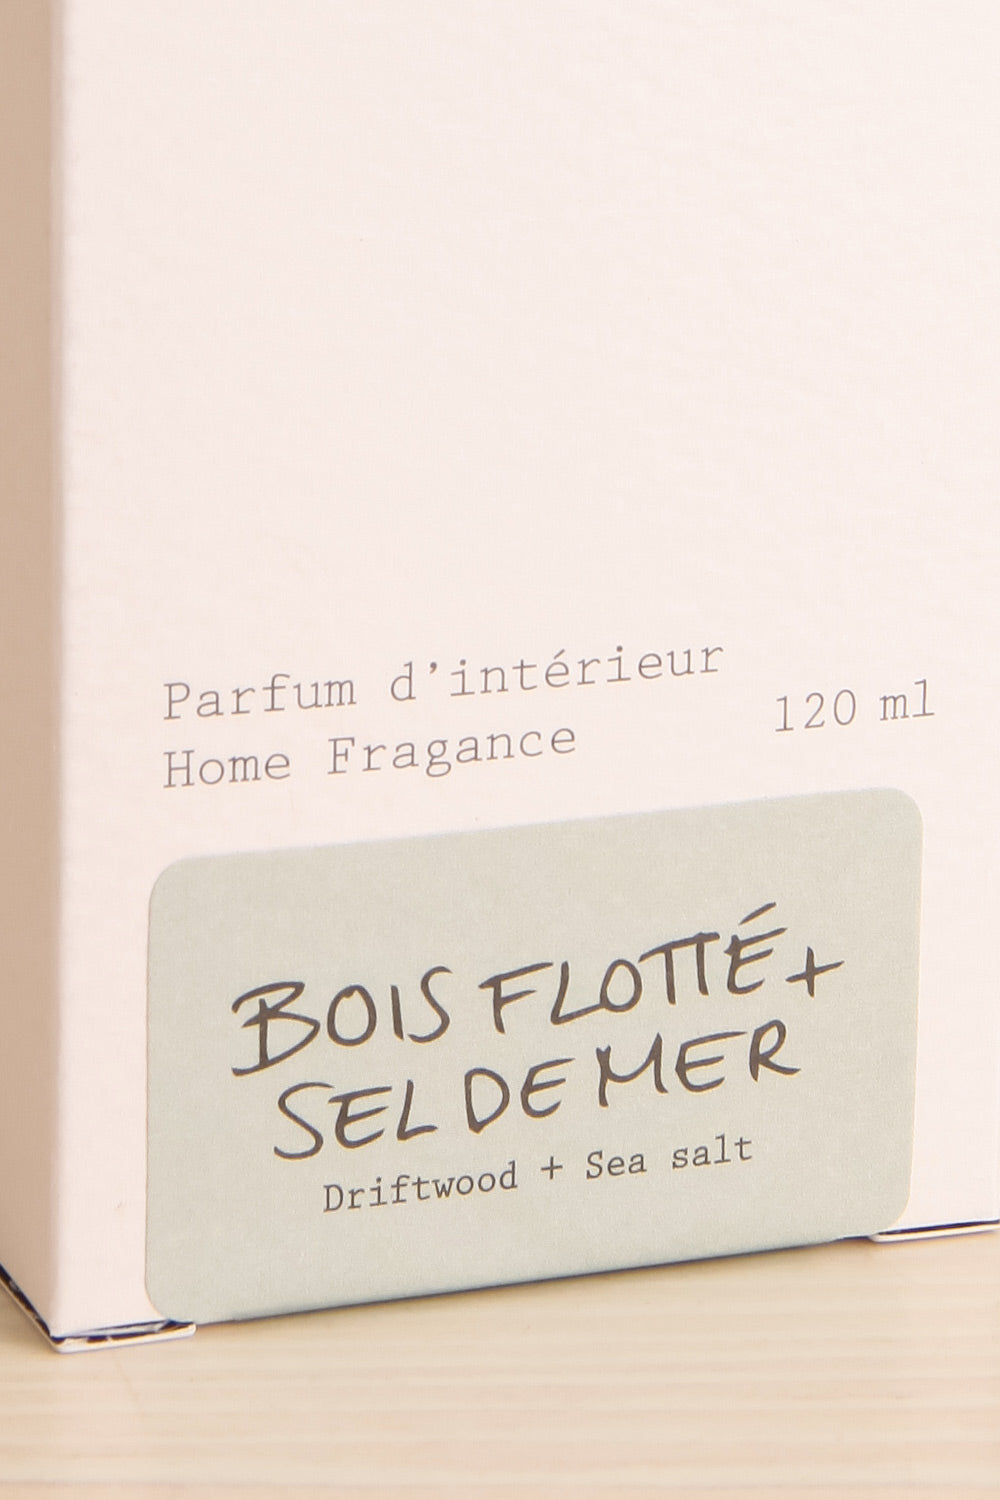 Parfum d'intérieur
Home Fragance
120 ml
BOIS FLOTTÉ +
SEL DE MER
Driftwood + Sea salt